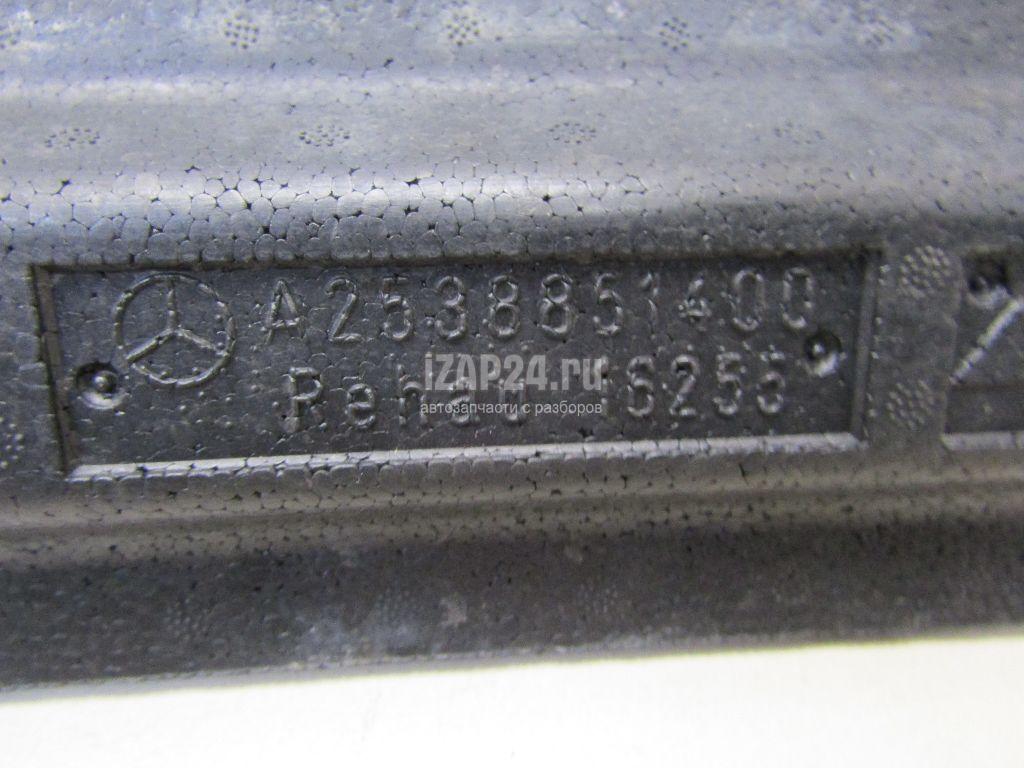 A2538851400
Rehau 16255
iZAP24.ru
автозапчасти с разборов